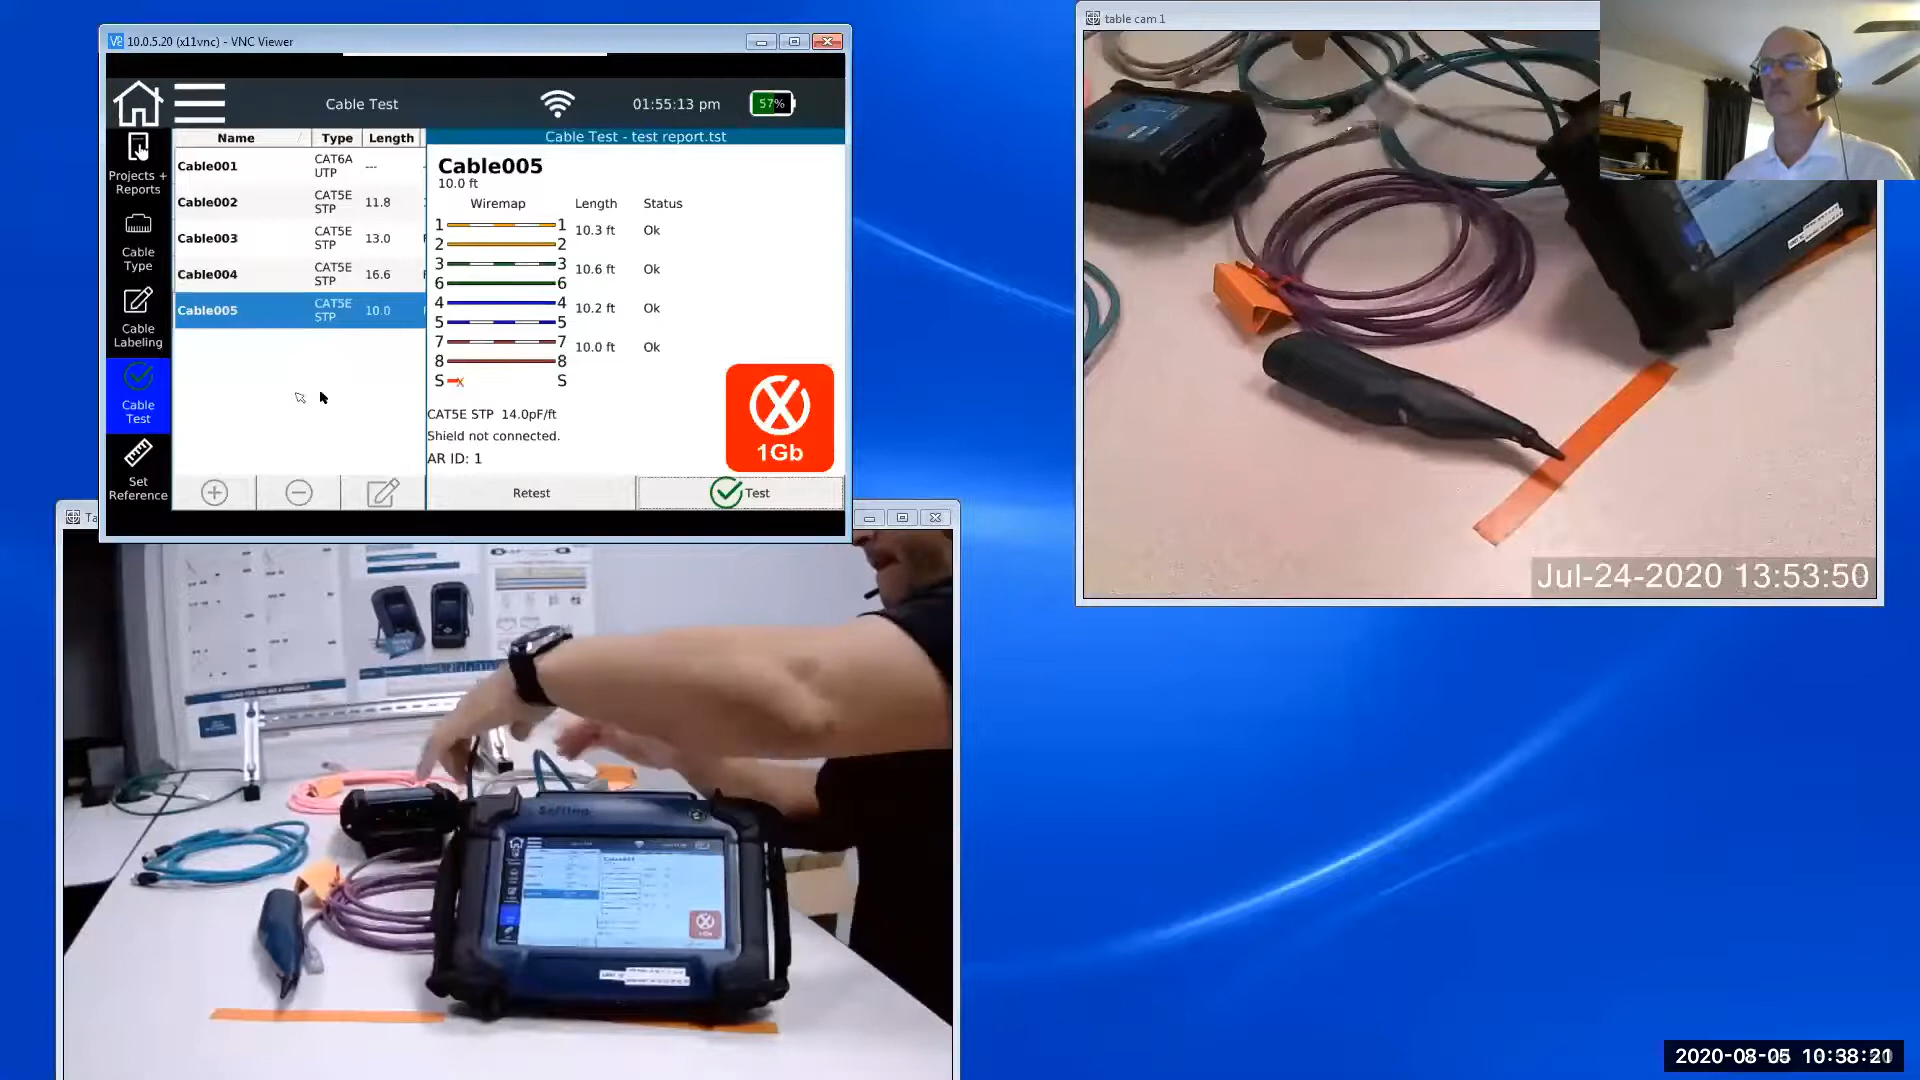 10.0.5.20 (x11vnc) - VNC Viewer
Cable Test
01:55:13 pm
57%
Projects + Reports
Cable Type
Cable Labeling
Cable Test
Set Reference
Name Type Length
Cable001 CAT6A UTP ---
Cable002 CAT5E STP 11.8
Cable003 CAT5E STP 13.0
Cable004 CAT5E STP 16.6
Cable005 CAT5E STP 10.0
Cable Test - test report.tst
Cable005
10.0 ft
Wiremap Length Status
1 1 10.3 ft Ok
2 2
3 3 10.6 ft Ok
6 6
4 4 10.2 ft Ok
5 5
7 7 10.0 ft Ok
8 8
S X S
CAT5E STP 14.0pF/ft
Shield not connected.
AR ID: 1
1Gb
Retest
Test
table cam 1
Jul-24-2020 13:53:50
Ta
2020-08-05 10:38:21